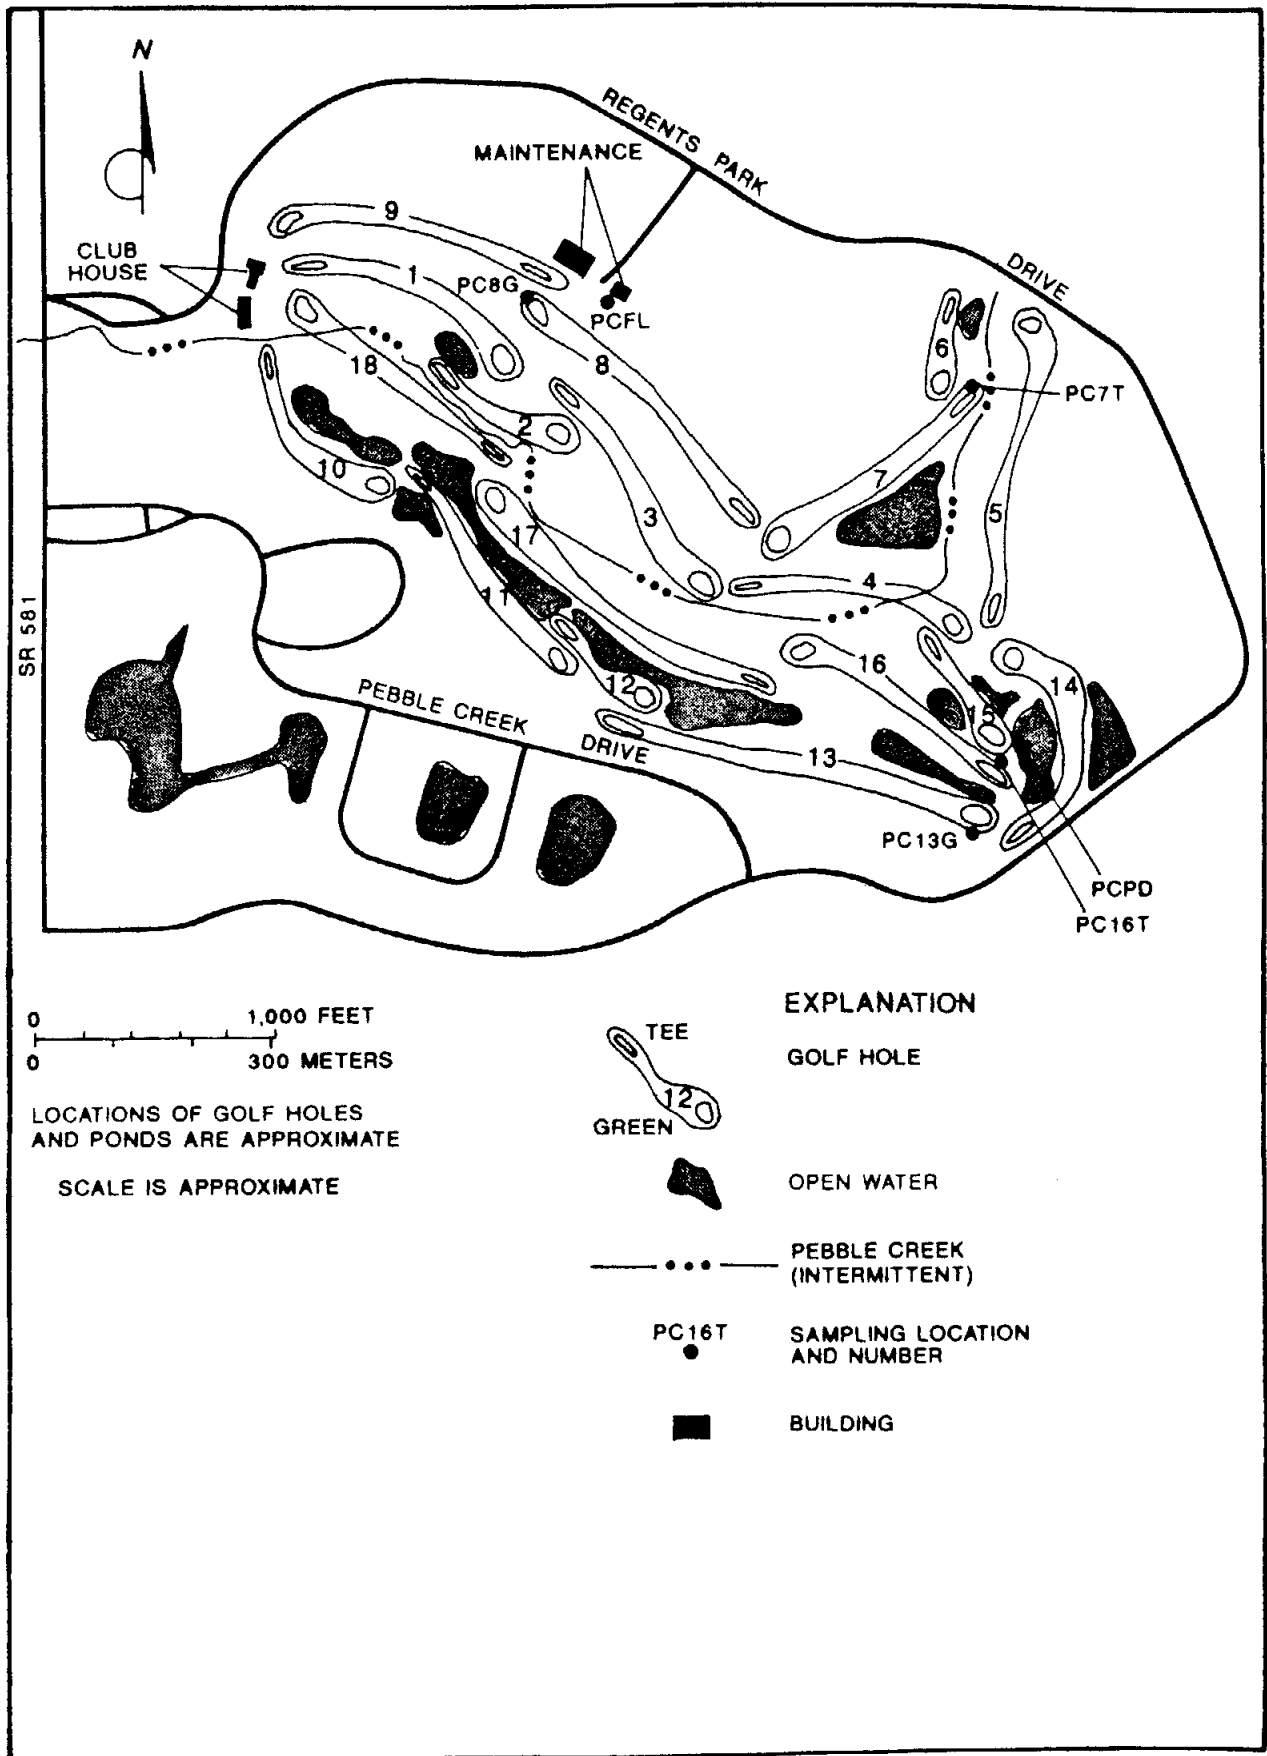 N
REGENTS PARK
MAINTENANCE
DRIVE
CLUB
HOUSE
9
1
PC8G
PCFL
6
PC7T
18
8
2
7
10
3
5
17
4
11
SR 581
16
12
14
15
PEBBLE CREEK
DRIVE
13
PC13G
PCPD
PC16T
0
1,000 FEET
0
300 METERS
LOCATIONS OF GOLF HOLES
AND PONDS ARE APPROXIMATE
SCALE IS APPROXIMATE
EXPLANATION
TEE
GOLF HOLE
12
GREEN
OPEN WATER
PEBBLE CREEK
(INTERMITTENT)
PC16T
SAMPLING LOCATION
AND NUMBER
BUILDING